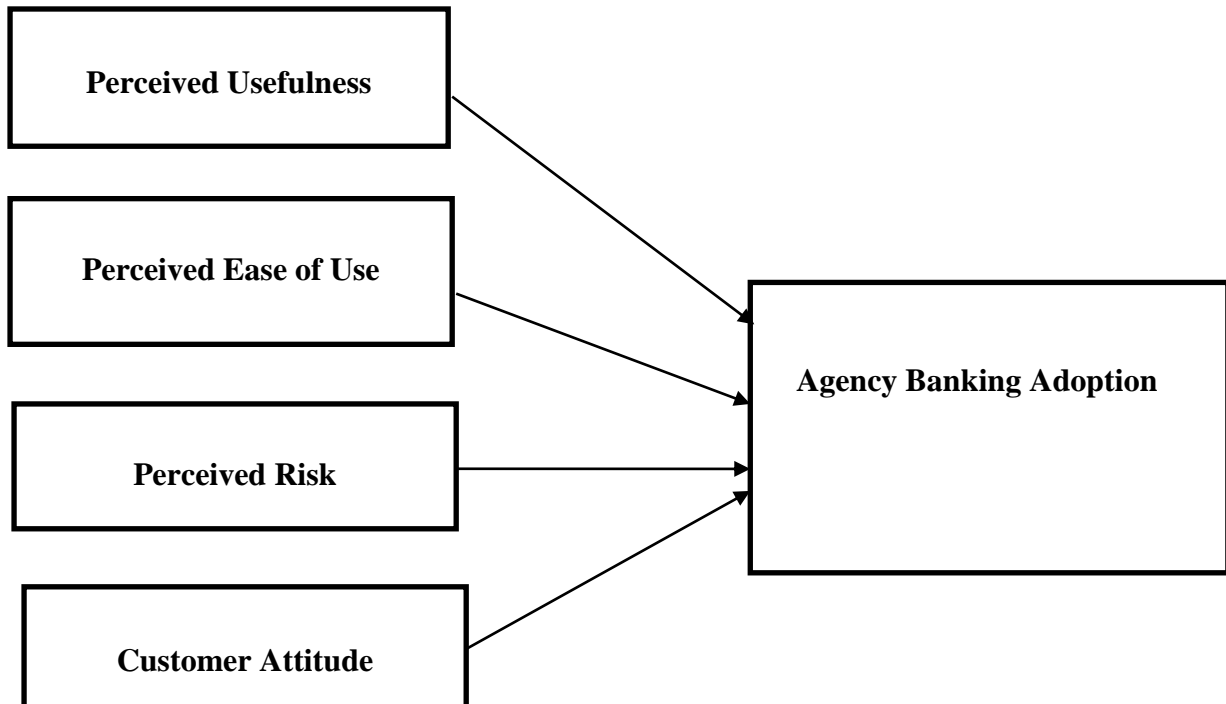 Perceived Usefulness
Perceived Ease of Use
Agency Banking Adoption
Perceived Risk
Customer Attitude